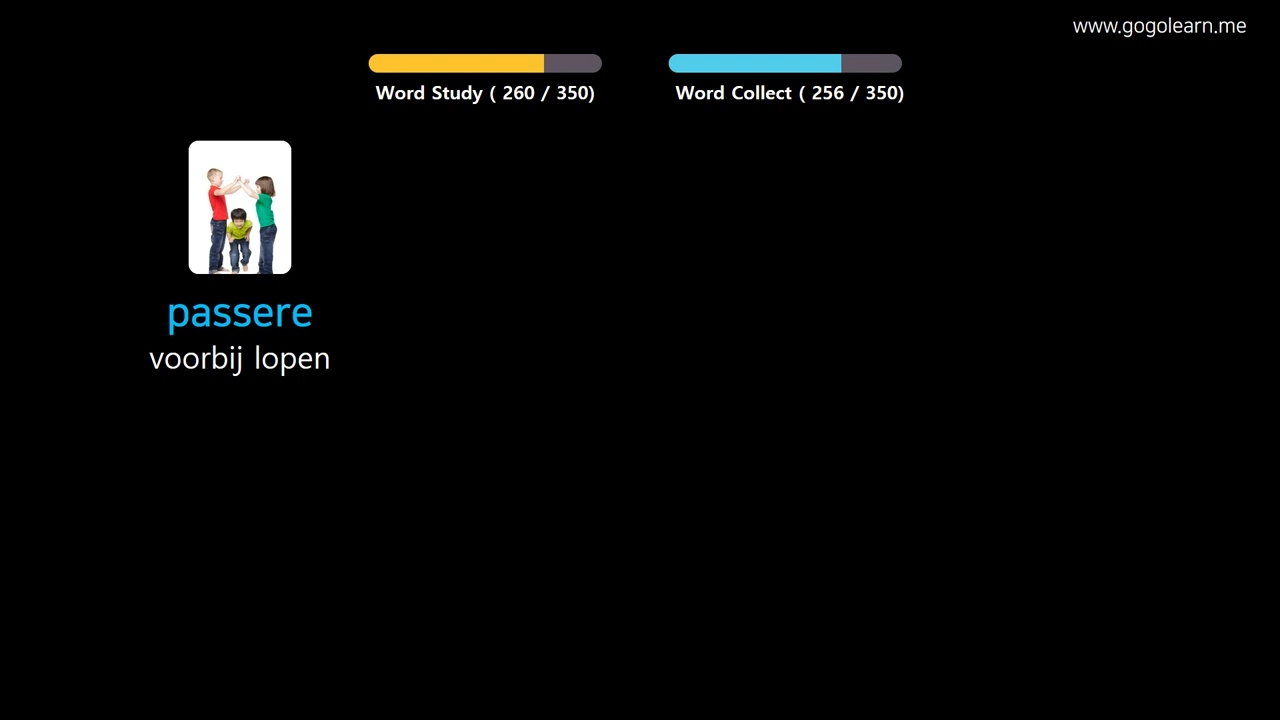 www.gogolearn.me
Word Study ( 260 / 350)
Word Collect ( 256 / 350)
passere
voorbij lopen